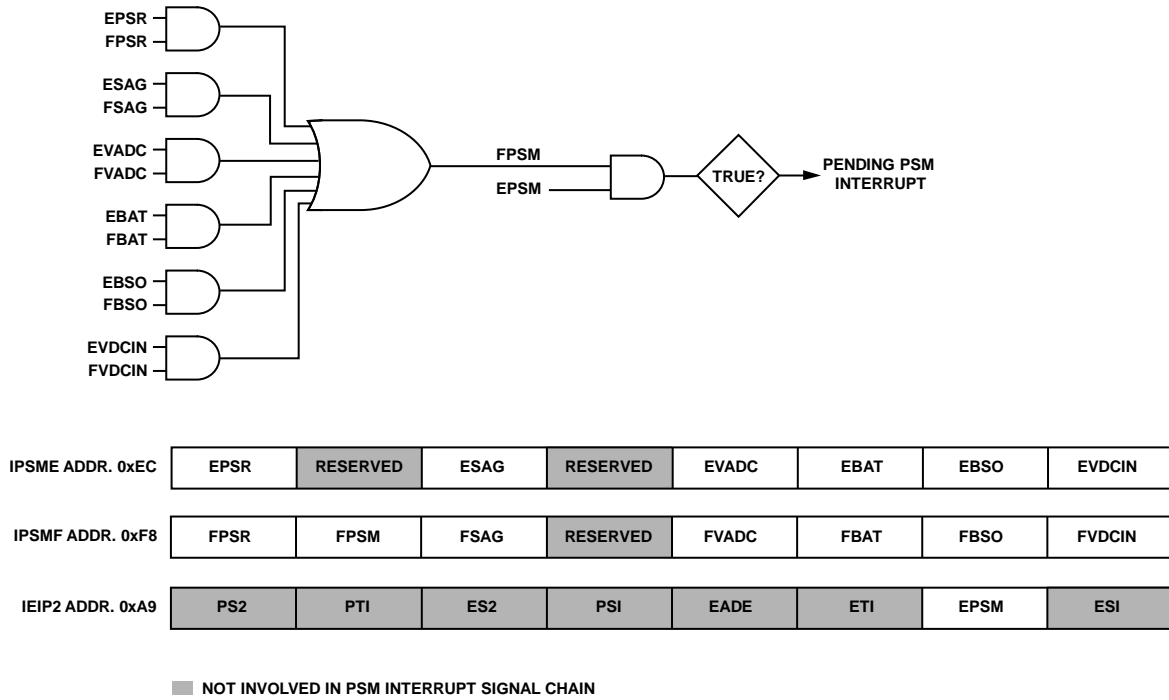 EPSR
FPSR
ESAG
FSAG
EVADC
FVADC
FPSM
EPSM
TRUE?
PENDING PSM
INTERRUPT
EBAT
FBAT
EBSO
FBSO
EVDCIN
FVDCIN
IPSME ADDR. 0xEC EPSR RESERVED ESAG RESERVED EVADC EBAT EBSO EVDCIN
IPSMF ADDR. 0xF8 FPSR FPSM FSAG RESERVED FVADC FBAT FBSO FVDCIN
IEIP2 ADDR. 0xA9 PS2 PTI ES2 PSI EADE ETI EPSM ESI
NOT INVOLVED IN PSM INTERRUPT SIGNAL CHAIN